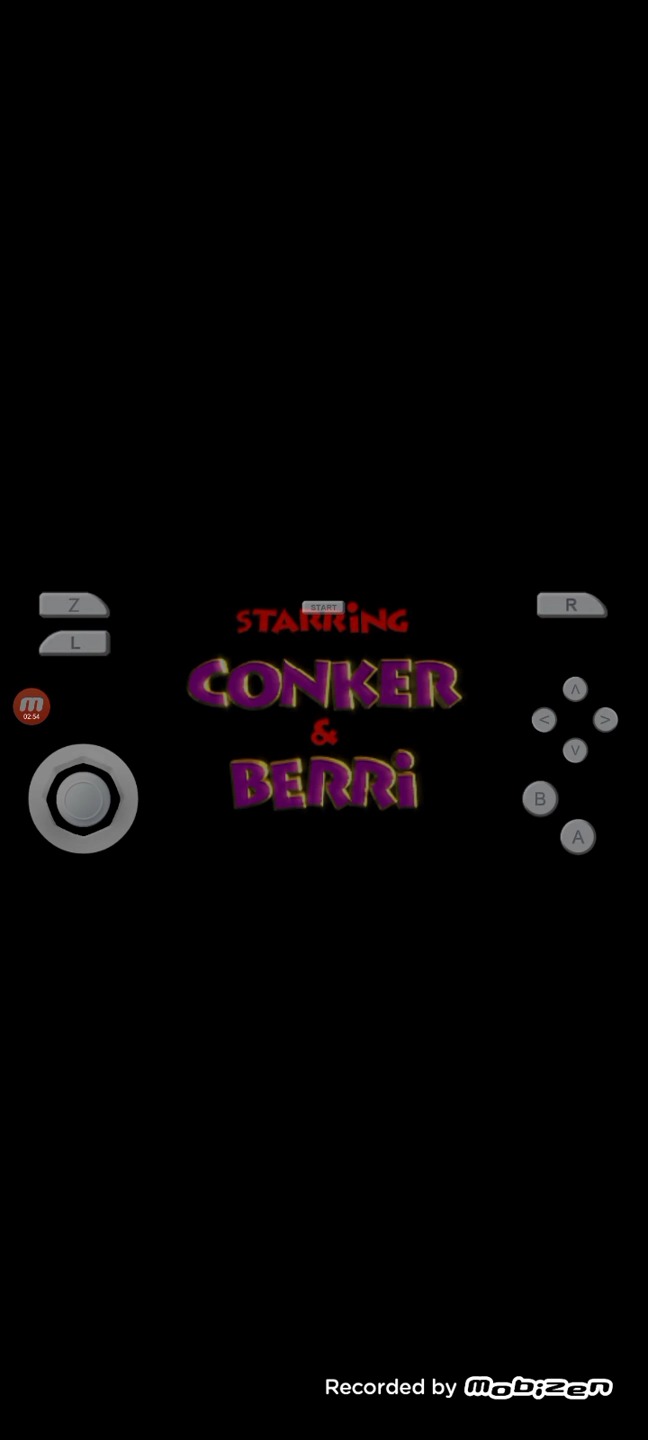 Z
START
R
STARRiNG
L
CONKER
02:54
&
BERRi
B
A
Recorded by mobizen